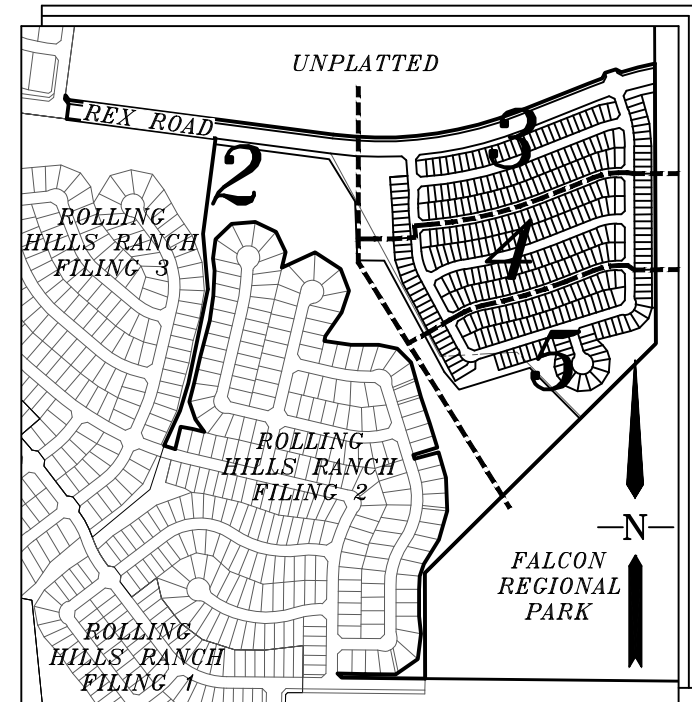 UNPLATTED
REX ROAD
3
2
ROLLING
HILLS RANCH
FILING 3
4
5
ROLLING
HILLS RANCH
FILING 2
N
FALCON
REGIONAL
PARK
ROLLING
HILLS RANCH
FILING 1